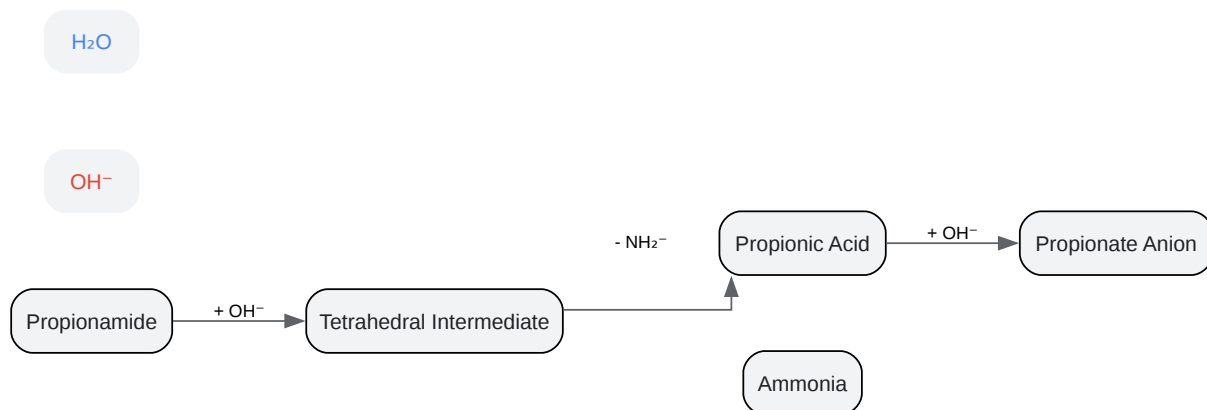 H₂O
OH⁻
- NH₂⁻
Propionic Acid
+ OH⁻
Propionate Anion
Propionamide
+ OH⁻
Tetrahedral Intermediate
Ammonia